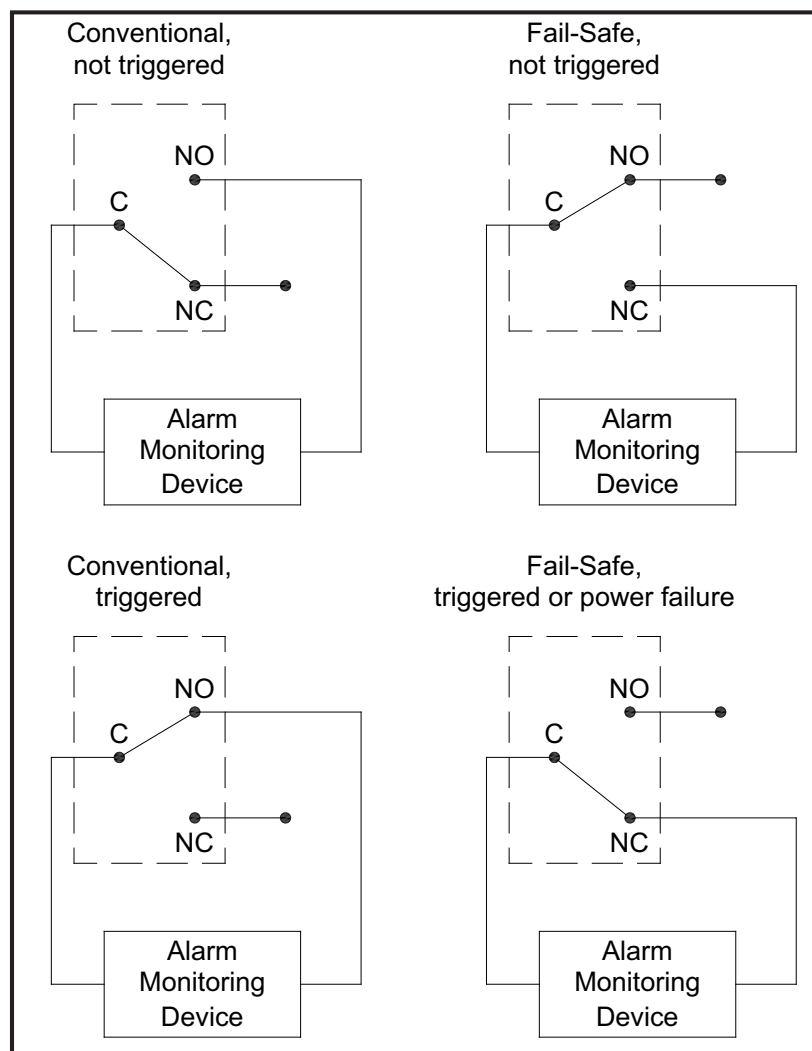 Conventional,
not triggered
NO
C
NC
Alarm
Monitoring
Device
Fail-Safe,
not triggered
NO
C
NC
Alarm
Monitoring
Device
Conventional,
triggered
NO
C
NC
Alarm
Monitoring
Device
Fail-Safe,
triggered or power failure
NO
C
NC
Alarm
Monitoring
Device